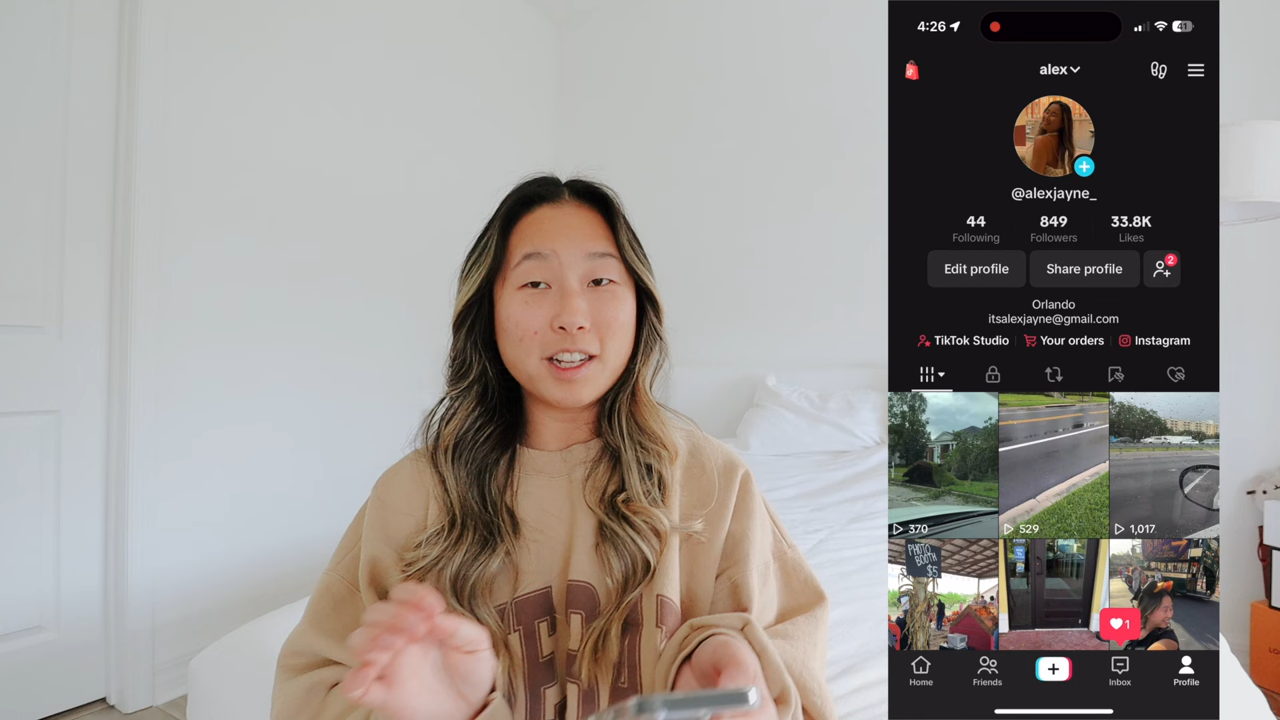 4:26
41
alex
@alexjayne_
44
849
33.8K
Following
Followers
Likes
Edit profile
Share profile
2
Orlando
itsalexjayne@gmail.com
TikTok Studio
Your orders
Instagram
370
529
1,017
PHOTO
BOOTH
$5
1
Home
Friends
Inbox
Profile